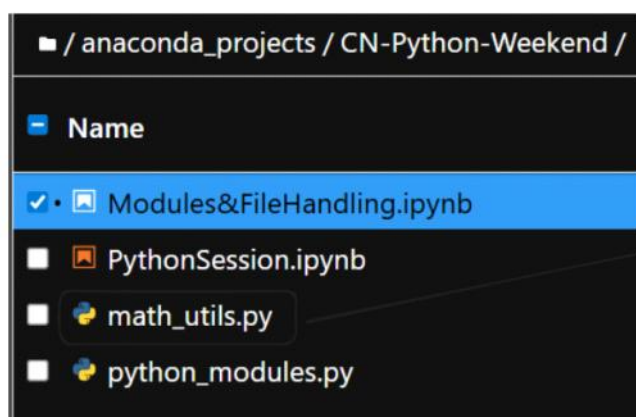 / anaconda_projects / CN-Python-Weekend /
Name
Modules&FileHandling.ipynb
PythonSession.ipynb
math_utils.py
python_modules.py